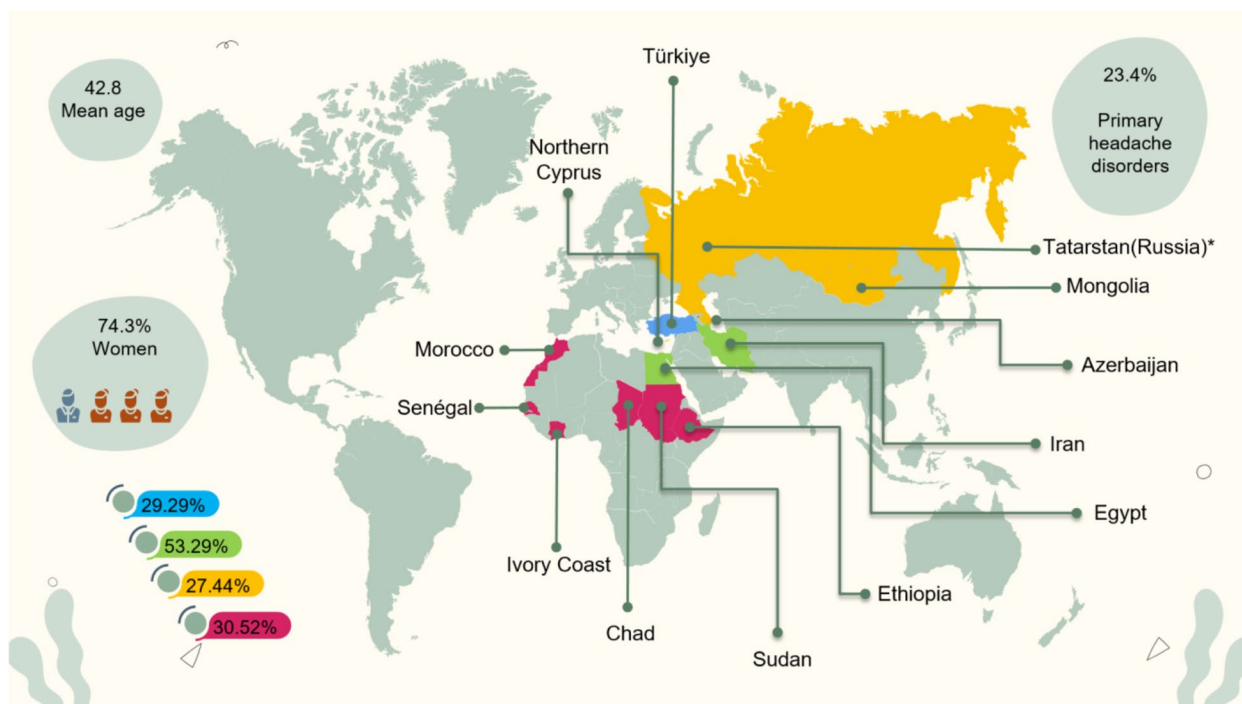 42.8
Mean age
Türkiye
23.4%
Primary
headache
disorders
Northern
Cyprus
Tatarstan(Russia)*
Mongolia
74.3%
Women
Morocco
Azerbaijan
Senégal
Iran
29.29%
53.29%
27.44%
30.52%
Egypt
Ivory Coast
Ethiopia
Chad
Sudan